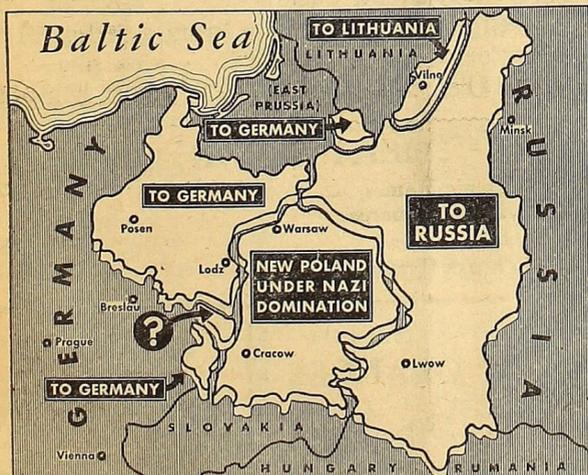 Baltic Sea
TO LITHUANIA
LITHUANIA
Vilna
(EAST
PRUSSIA)
TO GERMANY
Minsk
RUSSIA
GERMANY
TO GERMANY
Posen
Warsaw
TO
RUSSIA
Lodz
NEW POLAND
UNDER NAZI
DOMINATION
Breslau
?
Prague
Cracow
Lwow
TO GERMANY
SLOVAKIA
Vienna
HUNGARY
RUMANIA